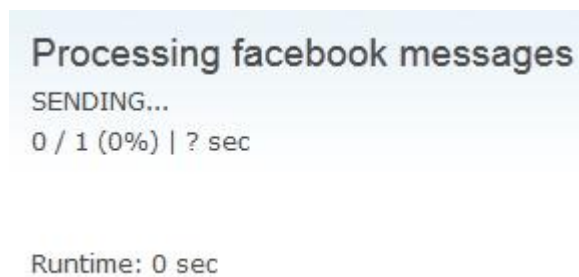 Processing facebook messages
SENDING...
0 / 1 (0%) | ? sec
Runtime: 0 sec